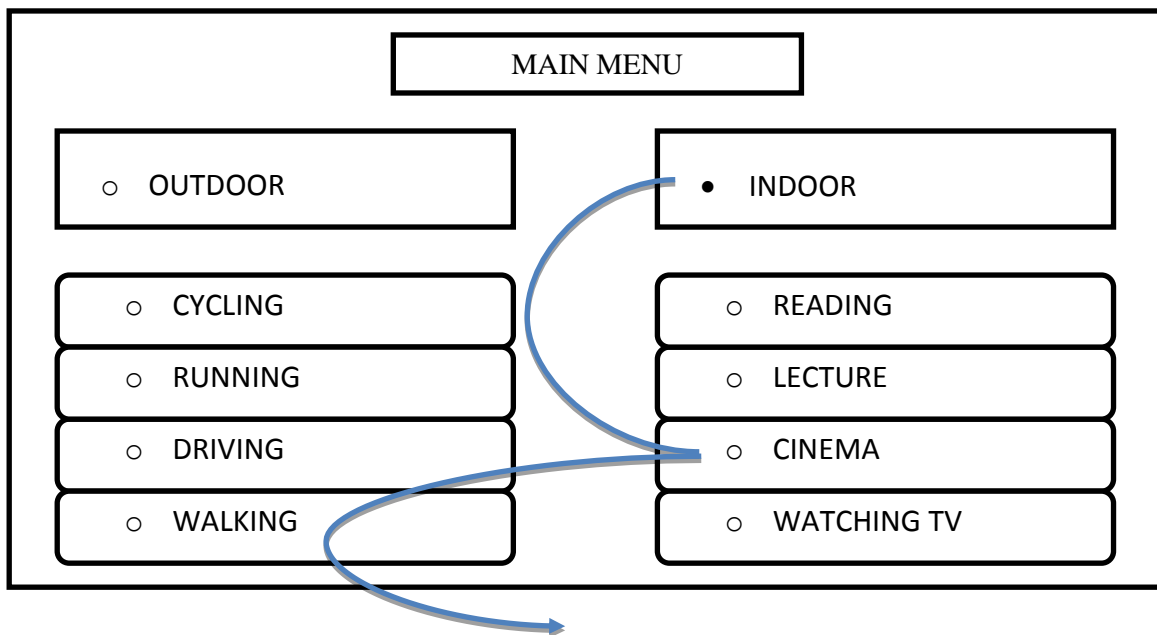 MAIN MENU
○ OUTDOOR
• INDOOR
○ CYCLING
○ RUNNING
○ DRIVING
○ WALKING
○ READING
○ LECTURE
○ CINEMA
○ WATCHING TV